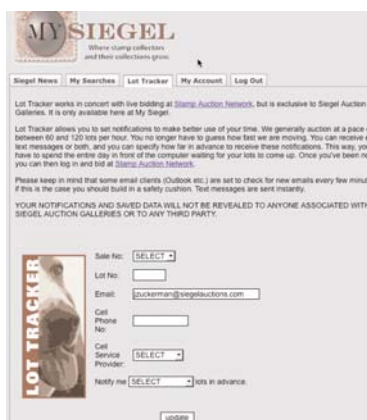 MY SIEGEL
Where stamp collectors
and their collections grow.
Siegel News My Searches Lot Tracker My Account Log Out
Lot Tracker works in concert with live bidding at Stamp Auction Network, but is exclusive to Siegel Auction
Galleries. It is only available here at My Siegel.
Lot Tracker allows you to set notifications to make better use of your time. We generally auction at a pace
between 60 and 120 lots per hour. You no longer have to guess how fast we are moving. You can receive
text messages or both, and you can specify how far in advance to receive these notifications. This way, you
have to spend the entire day in front of the computer waiting for your lots to come up. Once you've been
you can then log in and bid at Stamp Auction Network.
Please keep in mind that some email clients (Outlook etc.) are set to check for new emails every few
if this is the case you should build in a safety cushion. Text messages are sent instantly.
YOUR NOTIFICATIONS AND SAVED DATA WILL NOT BE REVEALED TO ANYONE ASSOCIATED WITH
SIEGEL AUCTION GALLERIES OR TO ANY THIRD PARTY.
LOT TRACKER
Sale No: SELECT
Lot No:
Email: jzuckerman@siegelauctions.com
Cell
Phone
No:
Cell
Service
Provider: SELECT
Notify me SELECT lots in advance.
update